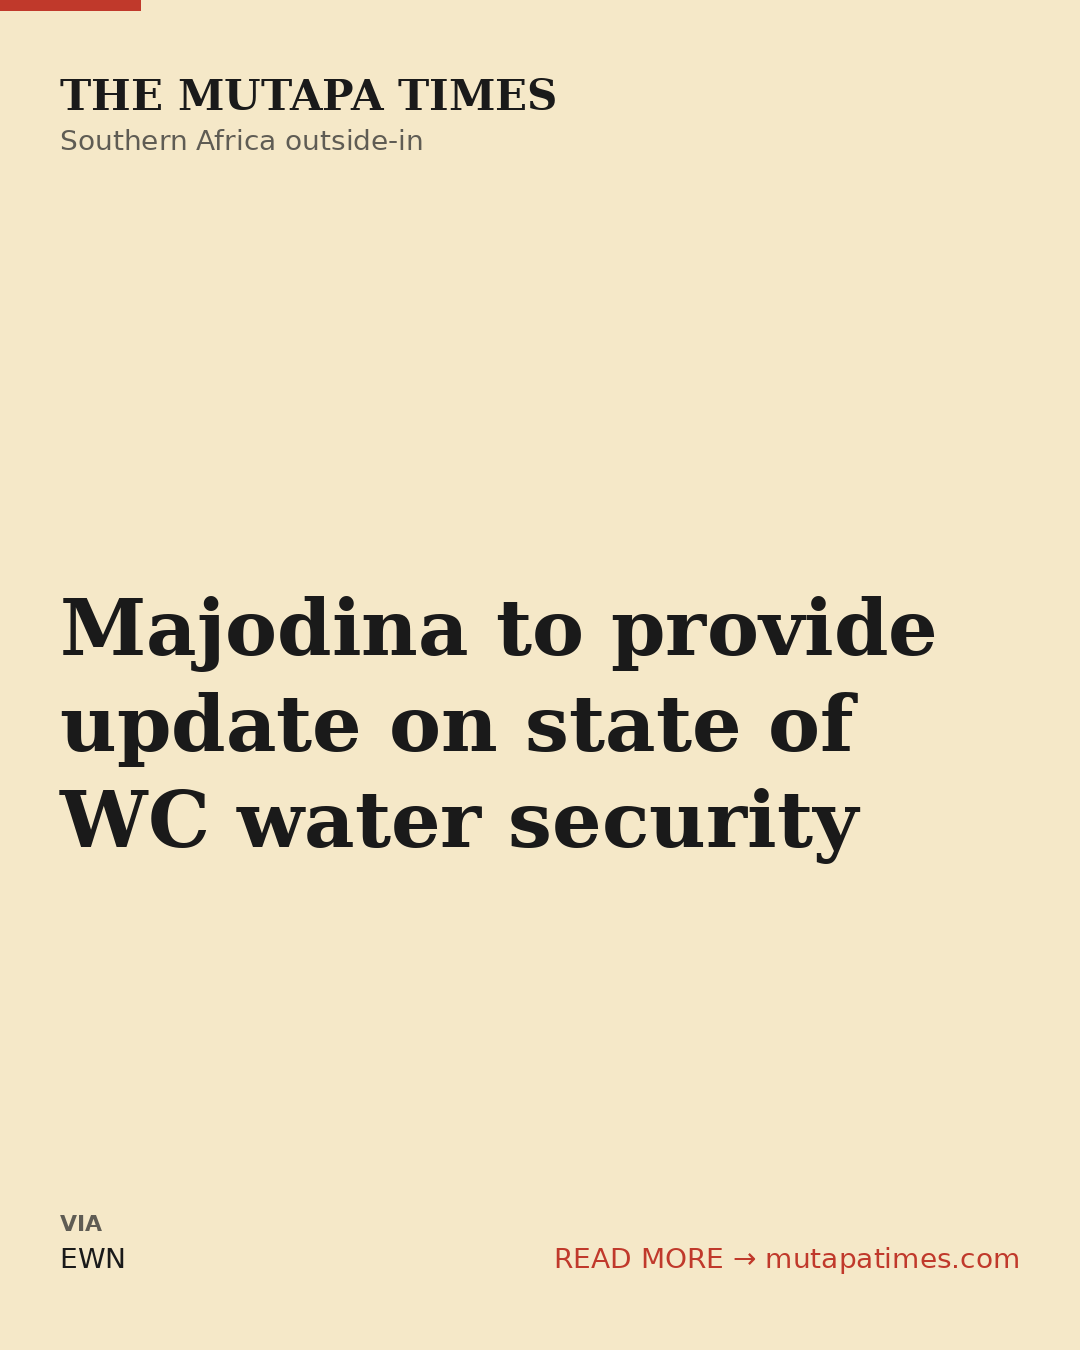 THE MUTAPA TIMES
Southern Africa outside-in
Majodina to provide
update on state of
WC water security
VIA
EWN
READ MORE → mutapatimes.com